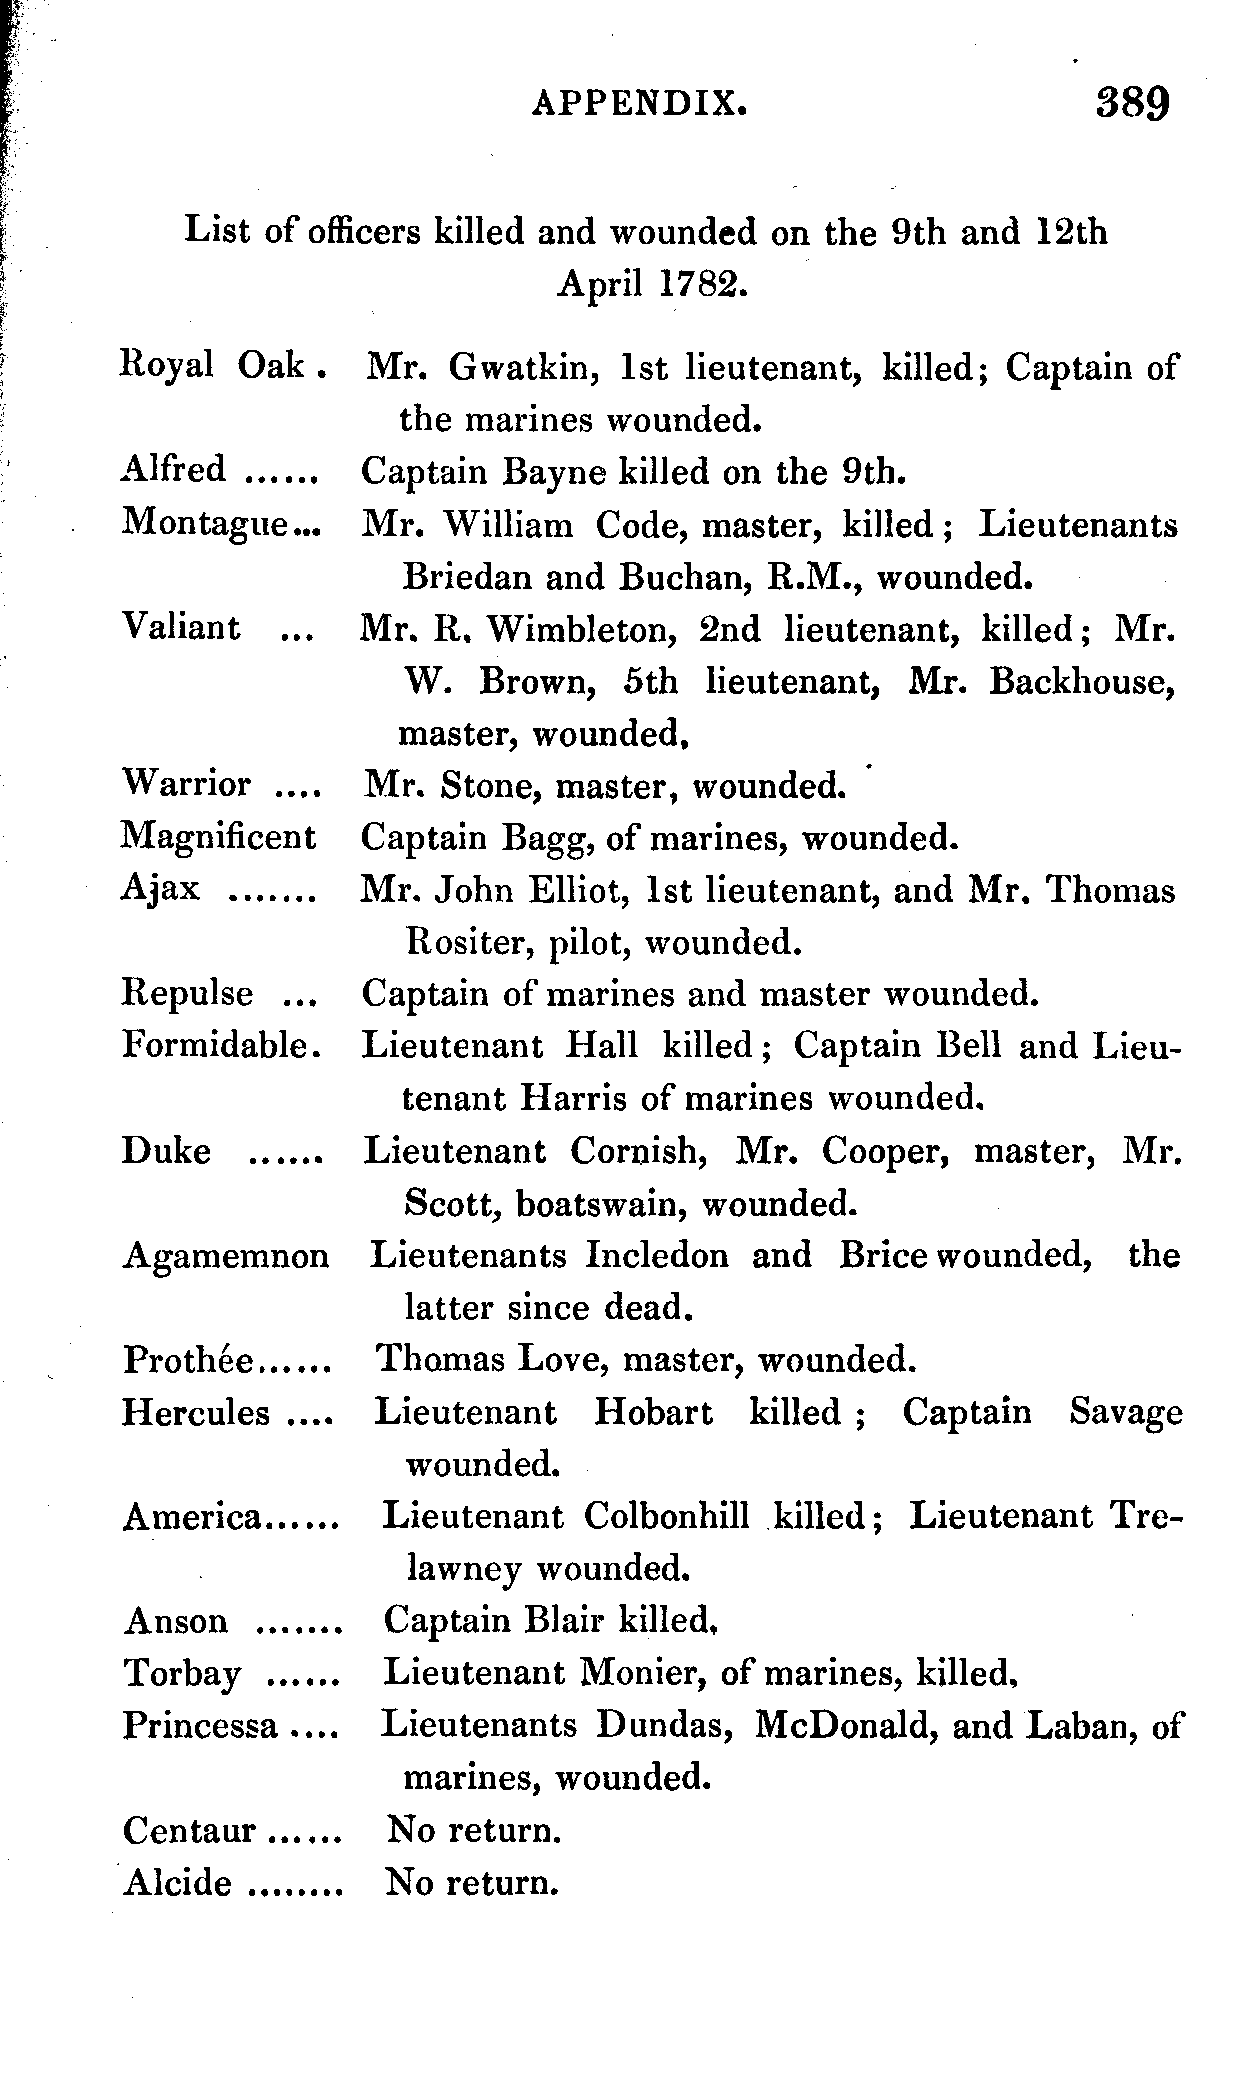 APPENDIX. 389
List of officers killed and wounded on the 9th and 12th
April 1782.
Royal Oak . Mr. Gwatkin, 1st lieutenant, killed; Captain of
the marines wounded.
Alfred ...... Captain Bayne killed on the 9th.
Montague... Mr. William Code, master, killed ; Lieutenants
Briedan and Buchan, R.M., wounded.
Valiant ... Mr. R. Wimbleton, 2nd lieutenant, killed ; Mr.
W. Brown, 5th lieutenant, Mr. Backhouse,
master, wounded.
Warrior .... Mr. Stone, master, wounded.
Magnificent Captain Bagg, of marines, wounded.
Ajax ....... Mr. John Elliot, 1st lieutenant, and Mr. Thomas
Rositer, pilot, wounded.
Repulse ... Captain of marines and master wounded.
Formidable. Lieutenant Hall killed ; Captain Bell and Lieu-
tenant Harris of marines wounded.
Duke ...... Lieutenant Cornish, Mr. Cooper, master, Mr.
Scott, boatswain, wounded.
Agamemnon Lieutenants Incledon and Brice wounded, the
latter since dead.
Prothée...... Thomas Love, master, wounded.
Hercules .... Lieutenant Hobart killed ; Captain Savage
wounded.
America...... Lieutenant Colbonhill killed ; Lieutenant Tre-
lawney wounded.
Anson ....... Captain Blair killed.
Torbay ...... Lieutenant Monier, of marines, killed.
Princessa .... Lieutenants Dundas, McDonald, and Laban, of
marines, wounded.
Centaur ...... No return.
Alcide ........ No return.